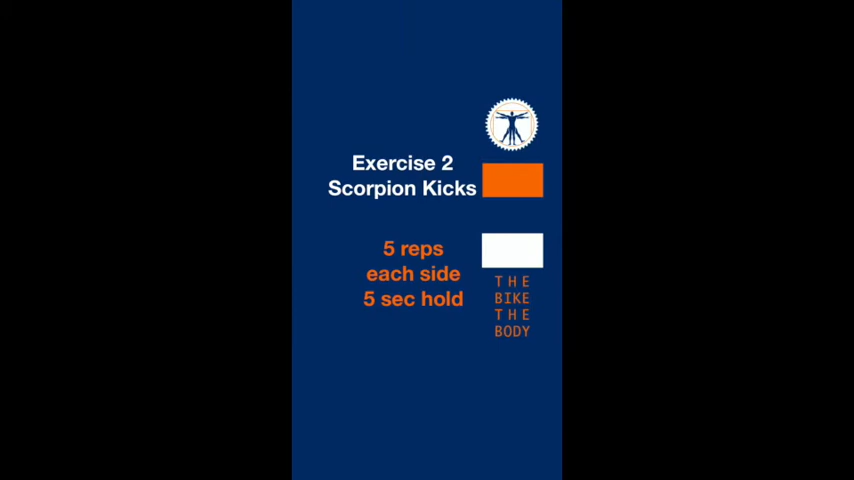 Exercise 2
Scorpion Kicks
5 reps
each side
5 sec hold
THE
BIKE
THE
BODY